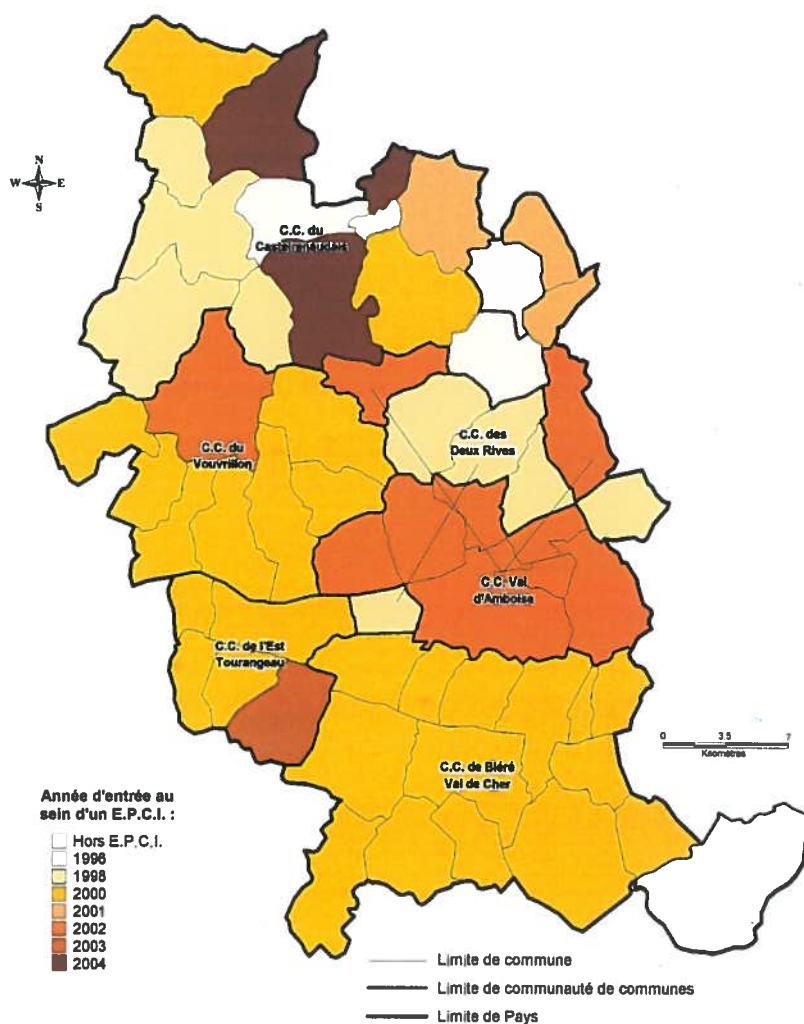 N
W E
S
C.C. du
Castelrenaudais
C.C. du
Vouvrillon
C.C. des
Deux Rives
C.C. Val
d'Amboise
C.C. de l'Est
Tourangeau
C.C. de Bléré
Val de Cher
0 3.5 7
Kilomètres
Année d'entrée au
sein d'un E.P.C.I. :
Hors E.P.C.I.
1996
1998
2000
2001
2002
2003
2004
Limite de commune
Limite de communauté de communes
Limite de Pays